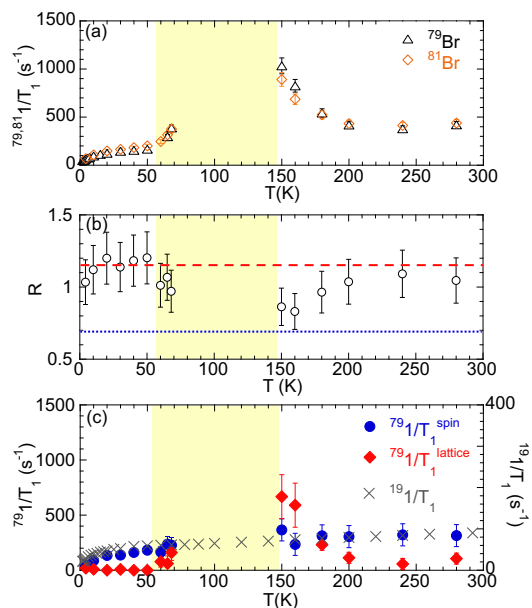 (a)
79Br
81Br
79,81 1/T1 (s-1)
1500
1000
500
0
0 50 100 150 200 250 300
T(K)
(b)
R
1.5
1
0.5
0 50 100 150 200 250 300
T (K)
(c)
79 1/T1 spin
79 1/T1 lattice
19 1/T1
79 1/T1 (s-1)
1500
1000
500
0
400
0
19 1/T1 (s-1)
0 50 100 150 200 250 300
T (K)